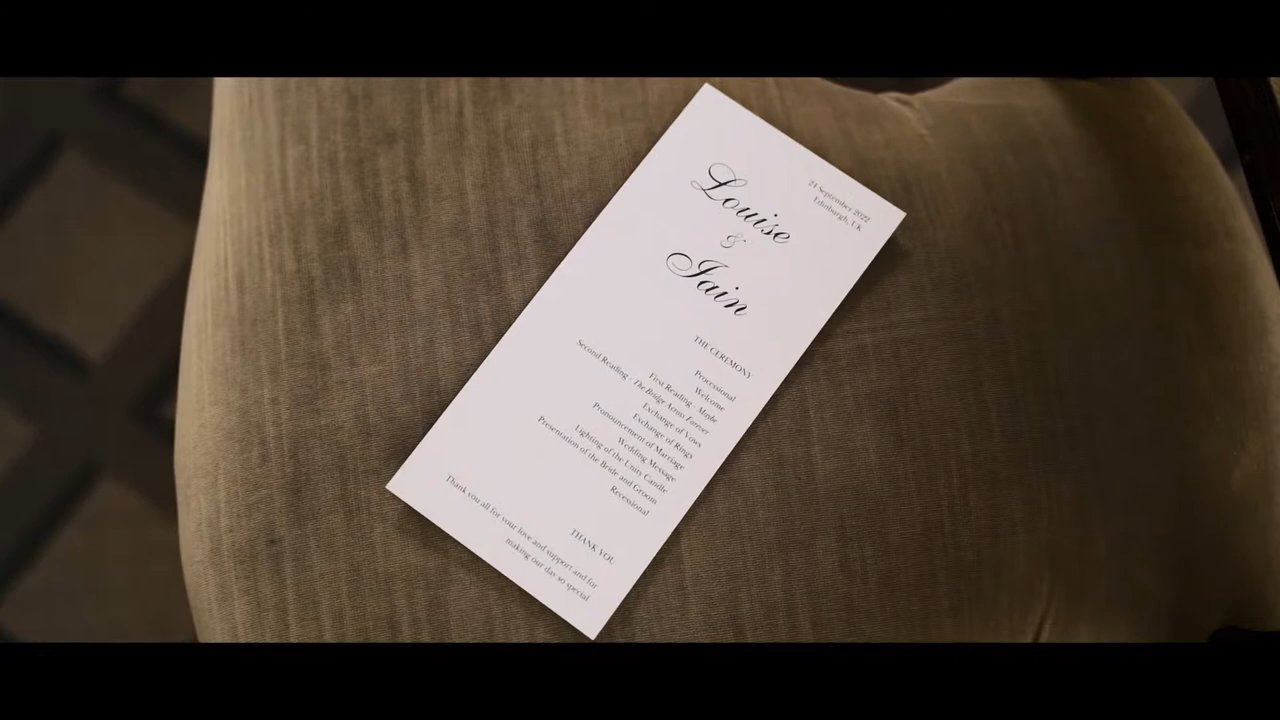 24 September 2022
Edinburgh, UK
Louise
&
Iain
THE CEREMONY
Processional
Welcome
First Reading - Maybe
Second Reading - The Bridge Across Forever
Exchange of Vows
Exchange of Rings
Pronouncement of Marriage
Wedding Message
Lighting of the Unity Candle
Presentation of the Bride and Groom
Recessional
THANK YOU
Thank you all for your love and support and for
making our day so special